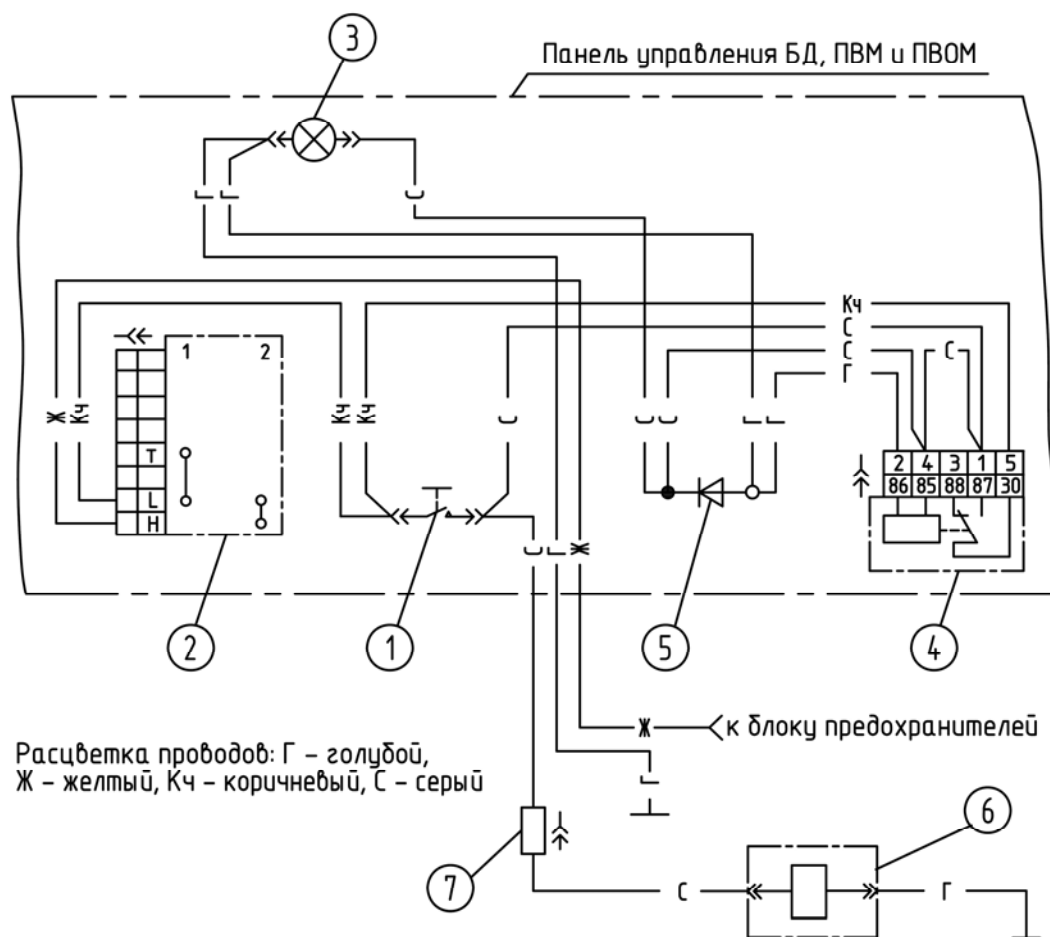 3
Панель управления БД, ПВМ и ПВОМ
Г Г С
Кч
С
С С
Г
1 2
Ж Кч Кч Кч С С С Г Г
T
L
H
2 4 3 1 5
86 85 88 87 30
С Г Ж
2 1 5 4
Ж к блоку предохранителей
Расцветка проводов: Г – голубой,
Ж – желтый, Кч – коричневый, С – серый
Г
6
7
С Г